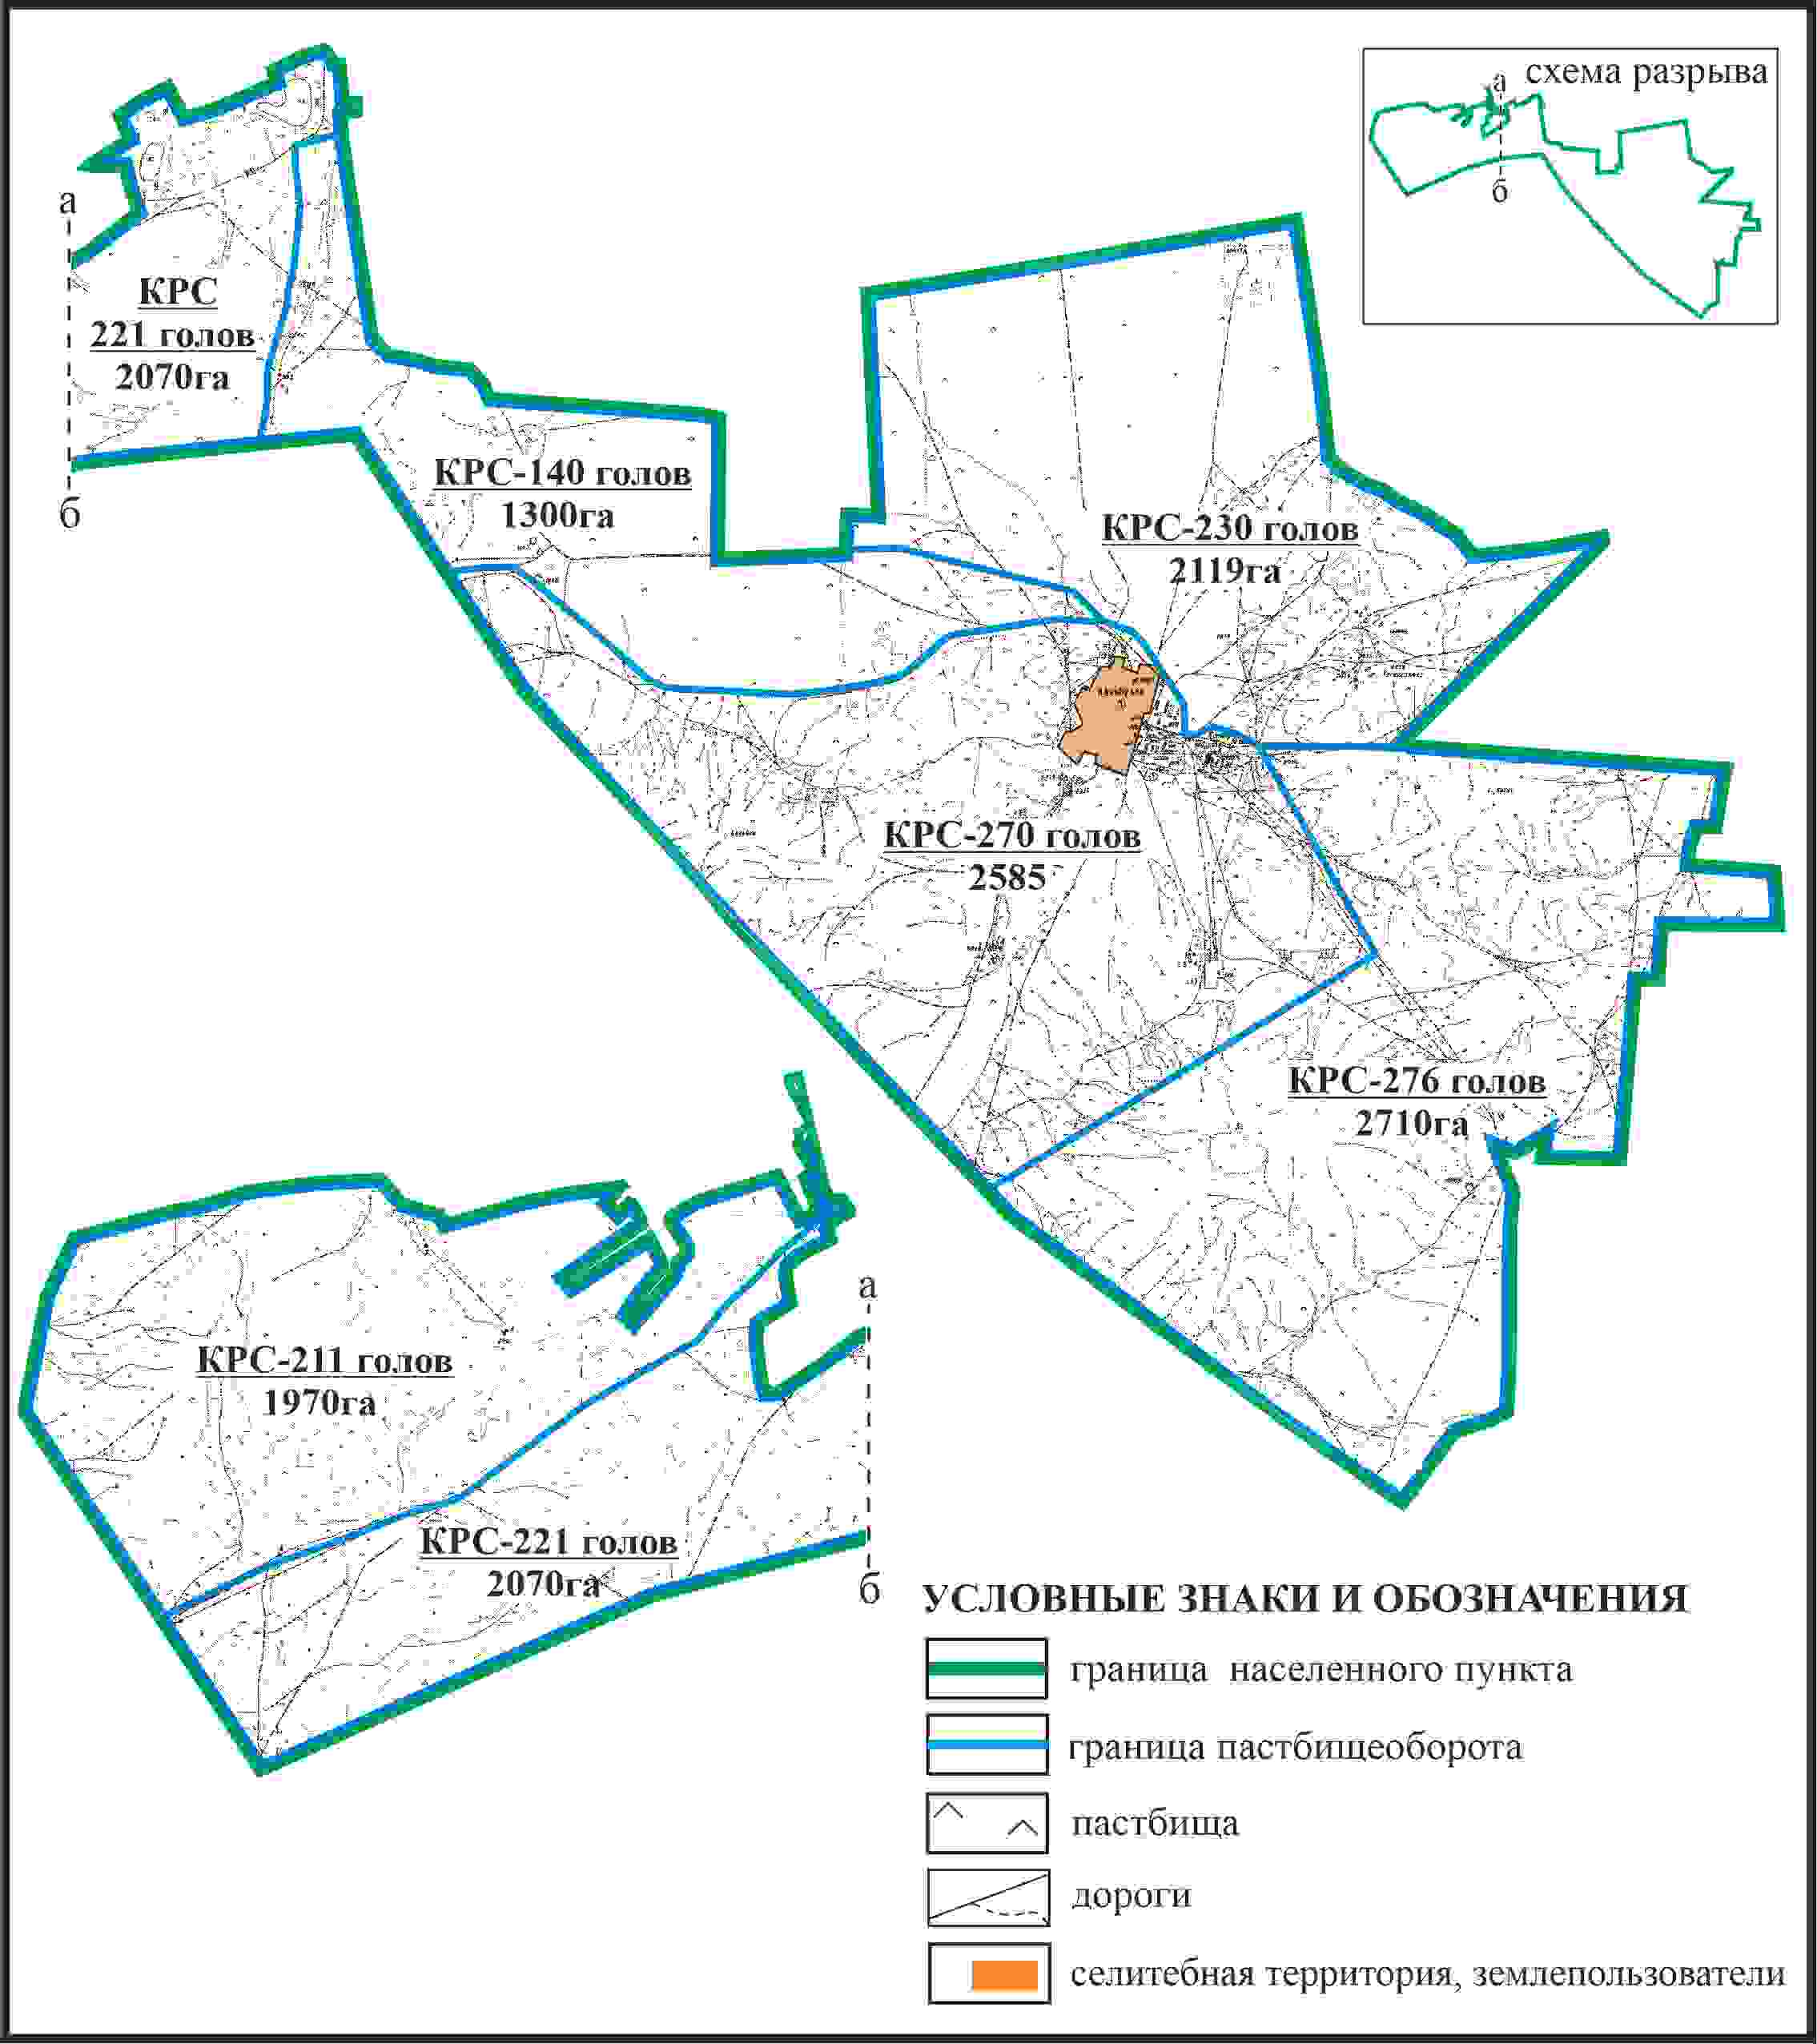 схема разрыва
а
б
а
КРС
221 голов
2070га
б
КРС-140 голов
1300га
КРС-230 голов
2119га
КРС-270 голов
2585
КРС-276 голов
2710га
а
КРС-211 голов
1970га
КРС-221 голов
2070га
б
УСЛОВНЫЕ ЗНАКИ И ОБОЗНАЧЕНИЯ
граница населенного пункта
граница пастбищеоборота
пастбища
дороги
селитебная территория, землепользователи